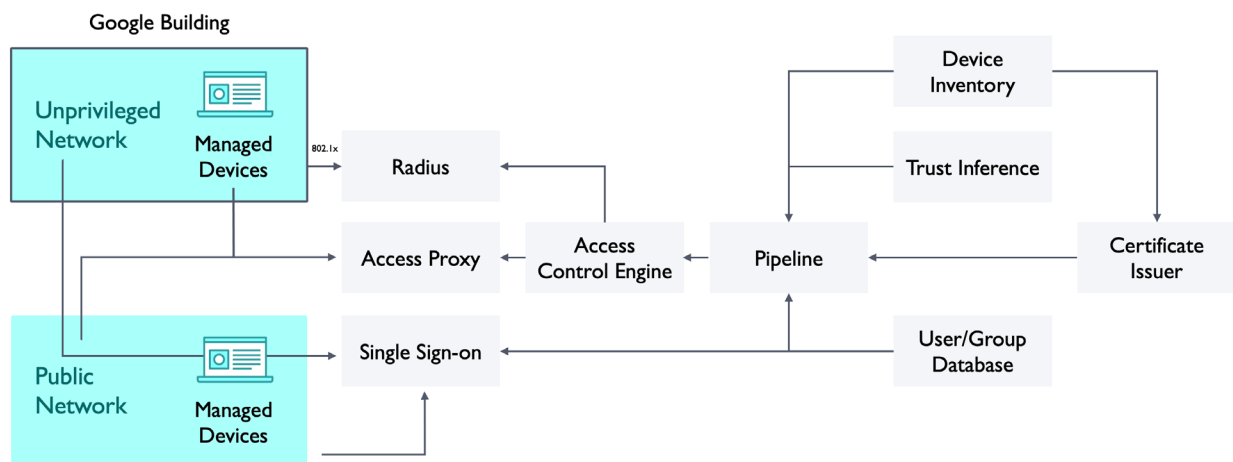 Google Building
Unprivileged
Network
Managed
Devices
802.1x
Radius
Access Proxy
Access
Control Engine
Pipeline
Device
Inventory
Trust Inference
Certificate
Issuer
Public
Network
Managed
Devices
Single Sign-on
User/Group
Database